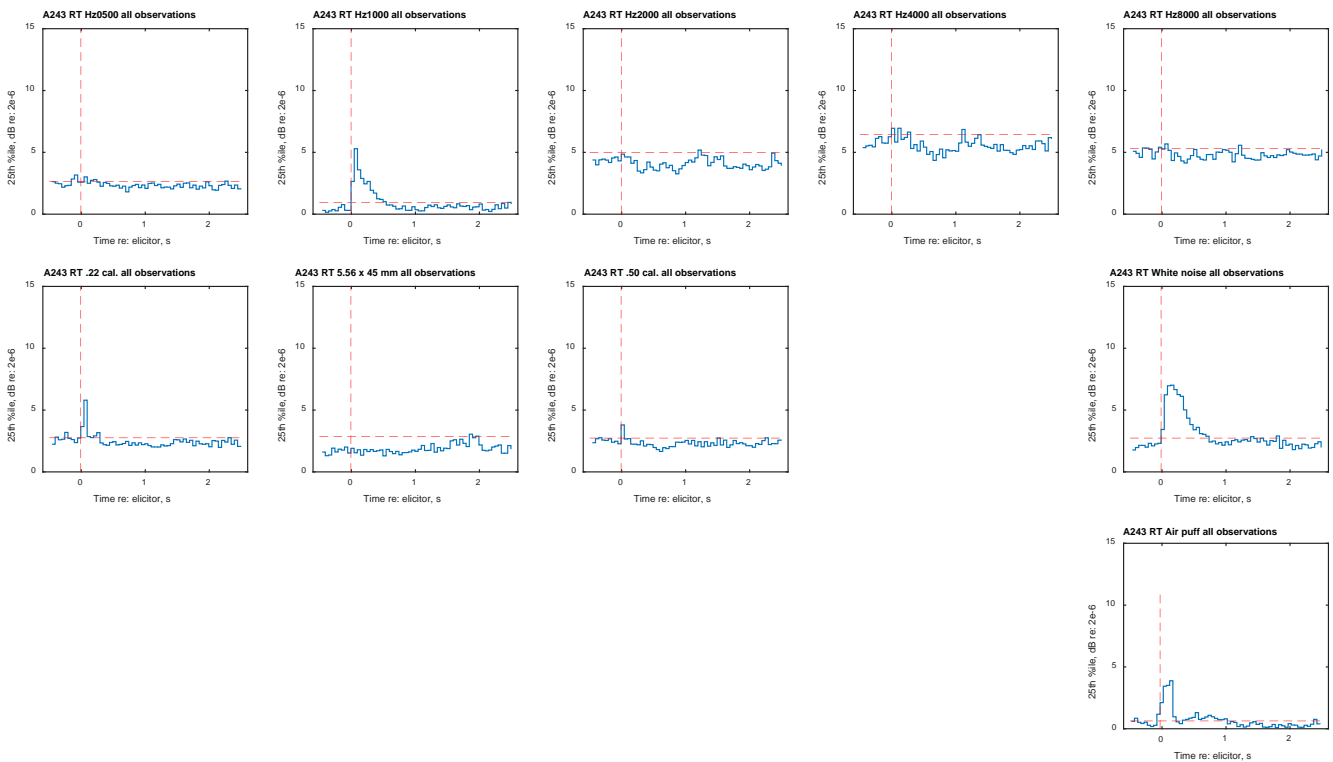 A243 RT Hz0500 all observations
15
10
5
0
0 1 2
25th %ile, dB re: 2e-6
Time re: elicitor, s
A243 RT Hz1000 all observations
15
10
5
0
0 1 2
25th %ile, dB re: 2e-6
Time re: elicitor, s
A243 RT Hz2000 all observations
15
10
5
0
0 1 2
25th %ile, dB re: 2e-6
Time re: elicitor, s
A243 RT Hz4000 all observations
15
10
5
0
0 1 2
25th %ile, dB re: 2e-6
Time re: elicitor, s
A243 RT Hz8000 all observations
15
10
5
0
0 1 2
25th %ile, dB re: 2e-6
Time re: elicitor, s
A243 RT .22 cal. all observations
15
10
5
0
0 1 2
25th %ile, dB re: 2e-6
Time re: elicitor, s
A243 RT 5.56 x 45 mm all observations
15
10
5
0
0 1 2
25th %ile, dB re: 2e-6
Time re: elicitor, s
A243 RT .50 cal. all observations
15
10
5
0
0 1 2
25th %ile, dB re: 2e-6
Time re: elicitor, s
A243 RT White noise all observations
15
10
5
0
0 1 2
25th %ile, dB re: 2e-6
Time re: elicitor, s
A243 RT Air puff all observations
15
10
5
0
0 1 2
25th %ile, dB re: 2e-6
Time re: elicitor, s